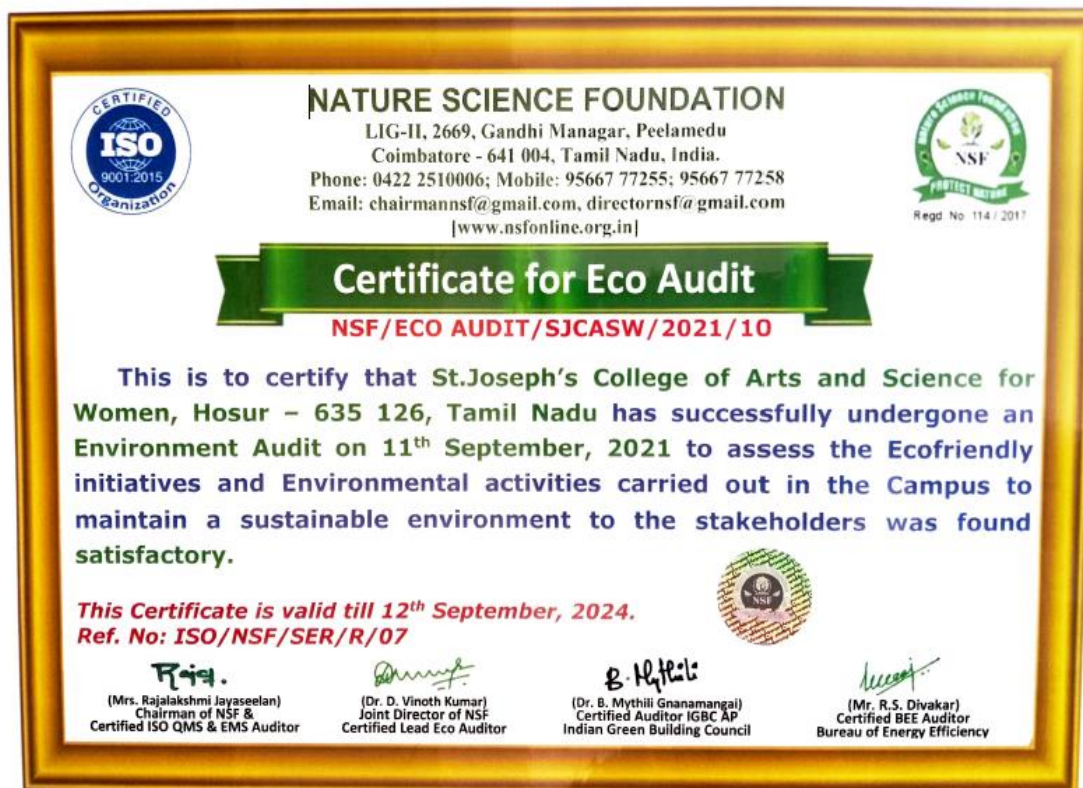 CERTIFIED
ISO
9001:2015
Organization
NATURE SCIENCE FOUNDATION
LIG-II, 2669, Gandhi Managar, Peelamedu
Coimbatore - 641 004, Tamil Nadu, India.
Phone: 0422 2510006; Mobile: 95667 77255; 95667 77258
Email: chairmannsf@gmail.com, directornsf@gmail.com
[www.nsfonline.org.in]
Nature Science Foundation
NSF
PROTECT NATURE
Regd. No 114 / 2017
Certificate for Eco Audit
NSF/ECO AUDIT/SJCASW/2021/10
This is to certify that St.Joseph's College of Arts and Science for
Women, Hosur – 635 126, Tamil Nadu has successfully undergone an
Environment Audit on 11th September, 2021 to assess the Ecofriendly
initiatives and Environmental activities carried out in the Campus to
maintain a sustainable environment to the stakeholders was found
satisfactory.
NSF
This Certificate is valid till 12th September, 2024.
Ref. No: ISO/NSF/SER/R/07
B. Mythili
(Mrs. Rajalakshmi Jayaseelan)
Chairman of NSF &
Certified ISO QMS & EMS Auditor
(Dr. D. Vinoth Kumar)
Joint Director of NSF
Certified Lead Eco Auditor
(Dr. B. Mythili Gnanamangai)
Certified Auditor IGBC AP
Indian Green Building Council
(Mr. R.S. Divakar)
Certified BEE Auditor
Bureau of Energy Efficiency